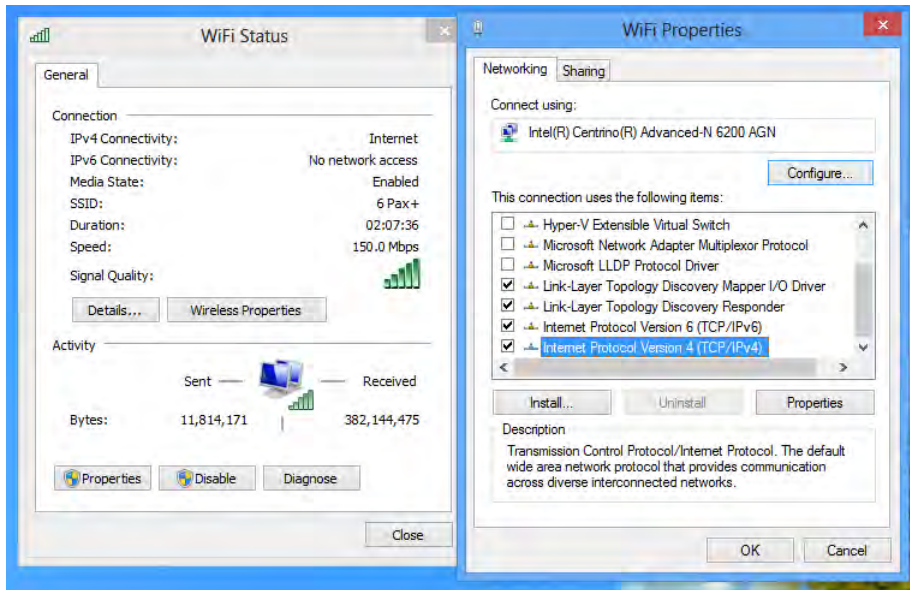 WiFi Status
General
Connection
IPv4 Connectivity: Internet
IPv6 Connectivity: No network access
Media State: Enabled
SSID: 6 Pax+
Duration: 02:07:36
Speed: 150.0 Mbps
Signal Quality:
Details... Wireless Properties
Activity
Sent Received
Bytes: 11,814,171 382,144,475
Properties Disable Diagnose
Close
WiFi Properties
Networking Sharing
Connect using:
Intel(R) Centrino(R) Advanced-N 6200 AGN
Configure...
This connection uses the following items:
Hyper-V Extensible Virtual Switch
Microsoft Network Adapter Multiplexor Protocol
Microsoft LLDP Protocol Driver
Link-Layer Topology Discovery Mapper I/O Driver
Link-Layer Topology Discovery Responder
Internet Protocol Version 6 (TCP/IPv6)
Internet Protocol Version 4 (TCP/IPv4)
Install... Uninstall Properties
Description
Transmission Control Protocol/Internet Protocol. The default
wide area network protocol that provides communication
across diverse interconnected networks.
OK Cancel